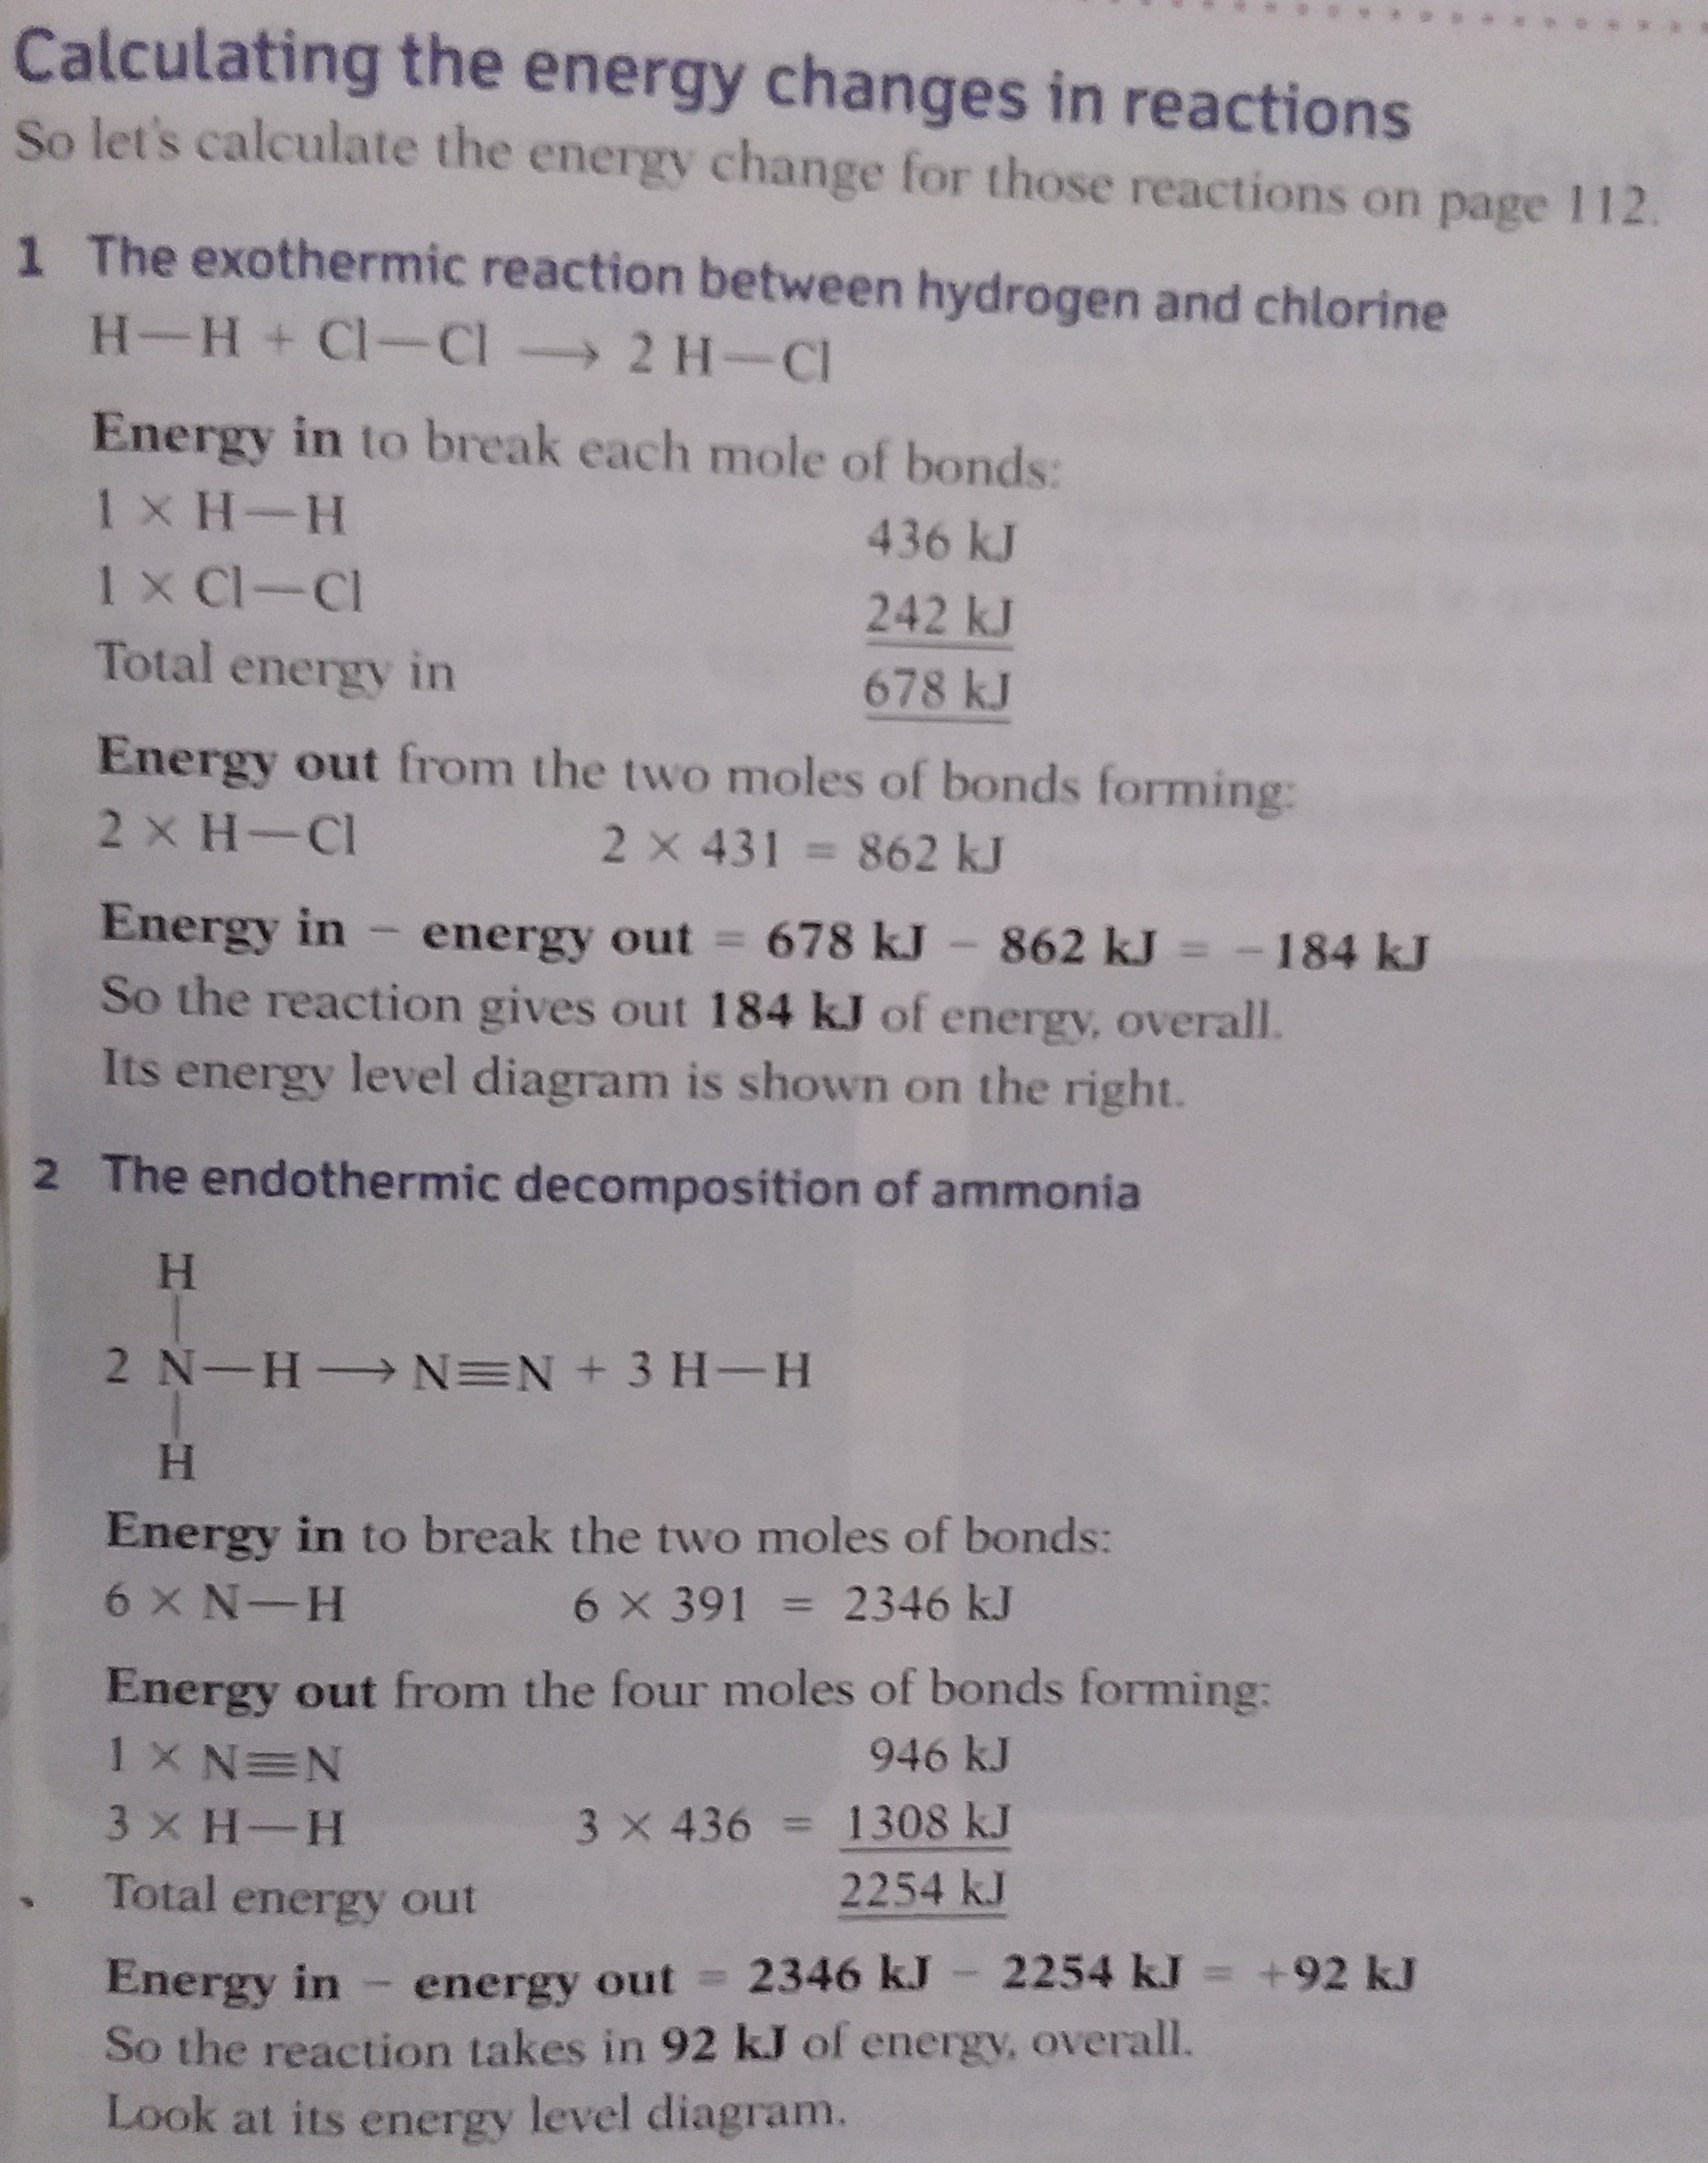 Calculating the energy changes in reactions
So let's calculate the energy change for those reactions on page 112.
1 The exothermic reaction between hydrogen and chlorine
H—H + Cl—Cl ⟶ 2 H—Cl
Energy in to break each mole of bonds:
1 × H—H 436 kJ
1 × Cl—Cl 242 kJ
Total energy in 678 kJ
Energy out from the two moles of bonds forming:
2 × H—Cl 2 × 431 = 862 kJ
Energy in – energy out = 678 kJ – 862 kJ = –184 kJ
So the reaction gives out 184 kJ of energy, overall.
Its energy level diagram is shown on the right.
2 The endothermic decomposition of ammonia
H
|
2 N—H ⟶ N≡N + 3 H—H
|
H
Energy in to break the two moles of bonds:
6 × N—H 6 × 391 = 2346 kJ
Energy out from the four moles of bonds forming:
1 × N≡N 946 kJ
3 × H—H 3 × 436 = 1308 kJ
Total energy out 2254 kJ
Energy in – energy out = 2346 kJ – 2254 kJ = +92 kJ
So the reaction takes in 92 kJ of energy, overall.
Look at its energy level diagram.